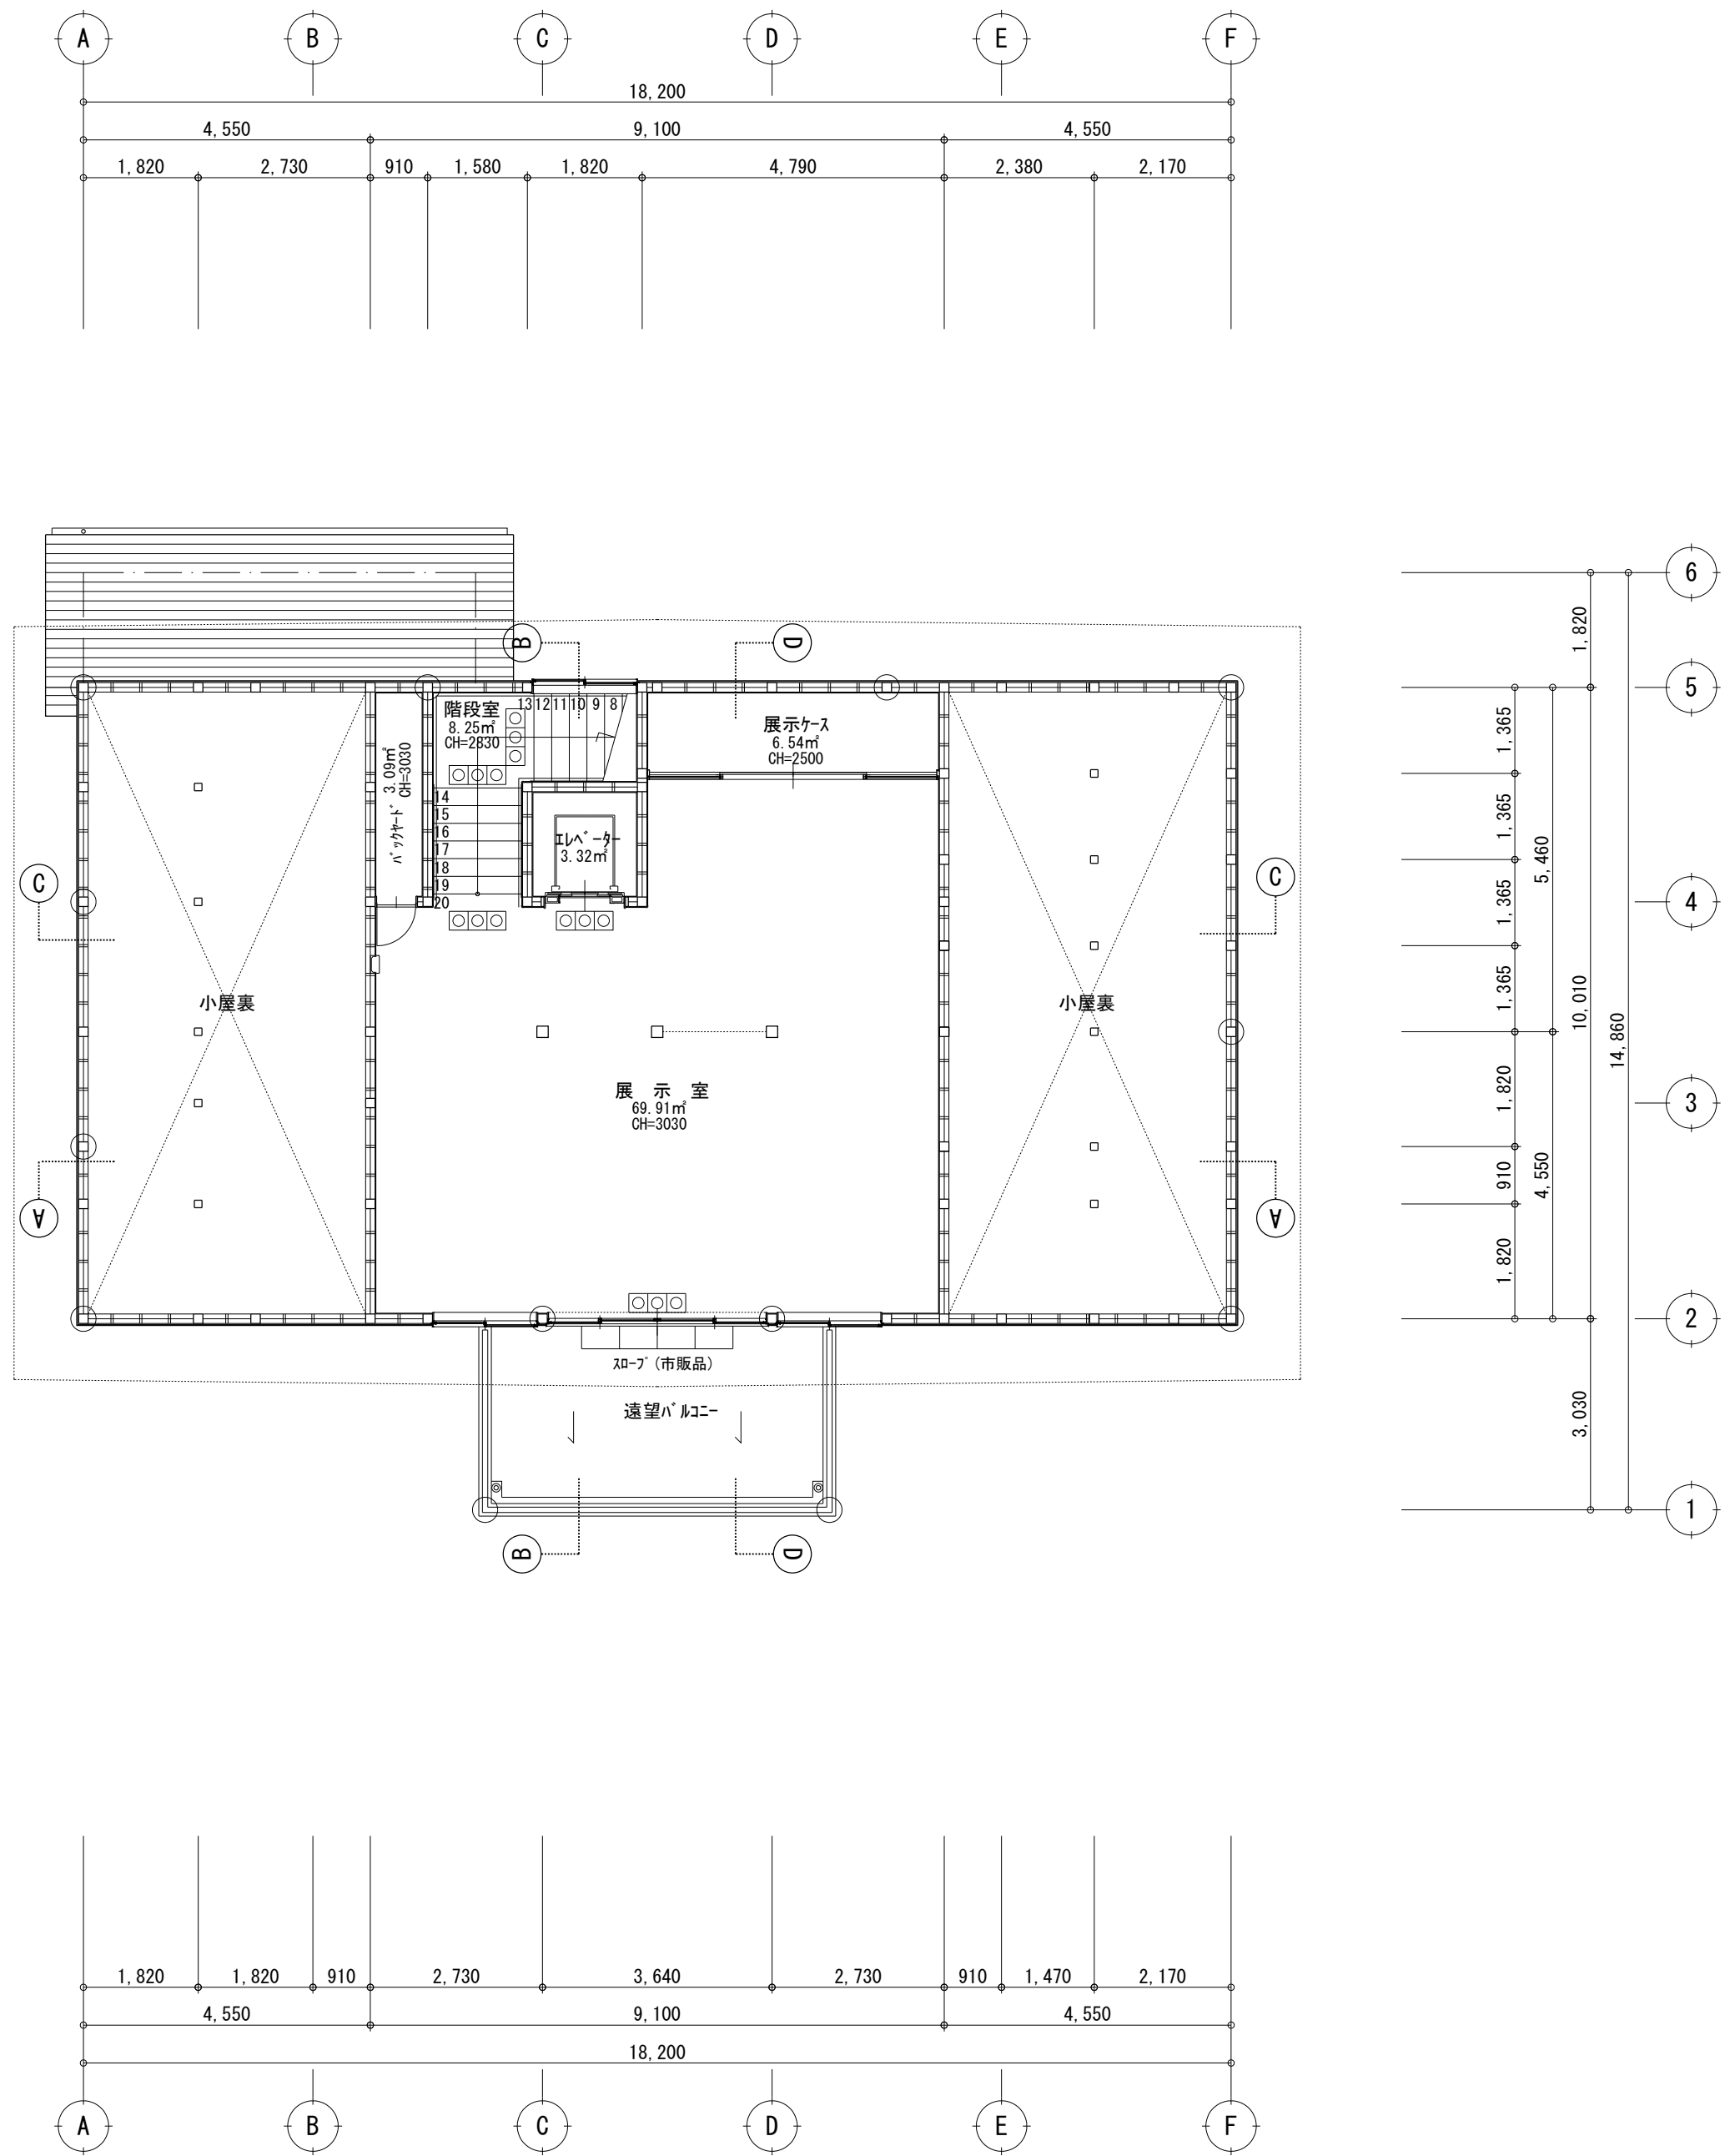 A B C D E F
18,200
4,550 9,100 4,550
1,820 2,730 910 1,580 1,820 4,790 2,380 2,170
6
1,820
B D
5
13 12 11 10 9 8
階段室
8.25㎡
CH=2830
展示ｹｰｽ
6.54㎡
CH=2500
ﾊﾞｯｸﾔｰﾄﾞ 3.09㎡
CH=3030
14
15
16
17
18
19
20
ｴﾚﾍﾞｰﾀｰ
3.32㎡
C C
4
小屋裏
小屋裏
展 示 室
69.91㎡
CH=3030
3
A A
2
ｽﾛｰﾌﾟ(市販品)
遠望ﾊﾞﾙｺﾆｰ
1
B D
1,365
1,365
1,365
1,365
1,820
910
1,820
5,460
4,550
10,010
3,030
14,860
1,820 1,820 910 2,730 3,640 2,730 910 1,470 2,170
4,550 9,100 4,550
18,200
A B C D E F